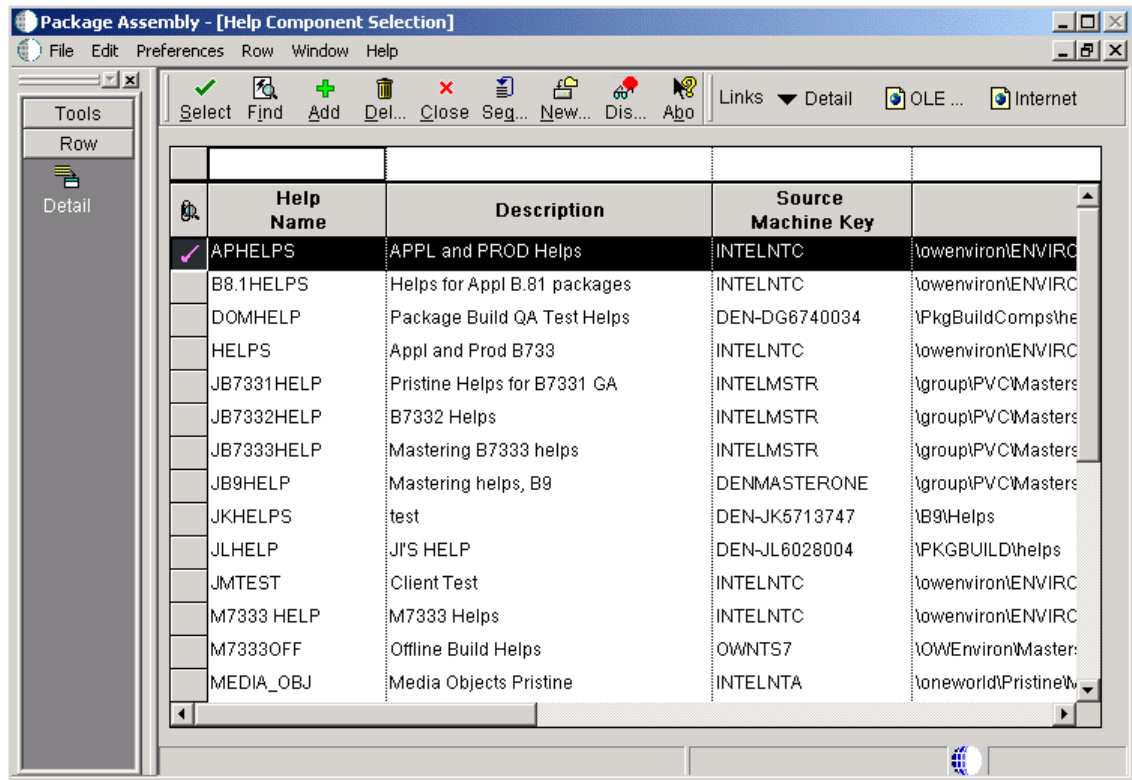 Package Assembly - [Help Component Selection]
File Edit Preferences Row Window Help
Tools
Row
Detail
Select Find Add Del... Close Seq... New... Dis... Abo Links Detail OLE ... Internet
Help Name Description Source Machine Key
APHELPS APPL and PROD Helps INTELNTC \owenviron\ENVIRO
B8.1HELPS Helps for Appl B.81 packages INTELNTC \owenviron\ENVIRO
DOMHELP Package Build QA Test Helps DEN-DG6740034 \PkgBuildComps\he
HELPS Appl and Prod B733 INTELNTC \owenviron\ENVIRO
JB7331HELP Pristine Helps for B7331 GA INTELMSTR \group\PVC\Masters
JB7332HELP B7332 Helps INTELMSTR \group\PVC\Masters
JB7333HELP Mastering B7333 helps INTELMSTR \group\PVC\Masters
JB9HELP Mastering helps, B9 DENMASTERONE \group\PVC\Masters
JKHELPS test DEN-JK5713747 \B9\Helps
JLHELP JI'S HELP DEN-JL6028004 \PKGBUILD\helps
JMTEST Client Test INTELNTC \owenviron\ENVIRO
M7333 HELP M7333 Helps INTELNTC \owenviron\ENVIRO
M7333OFF Offline Build Helps OWNTS7 \OWEnviron\Master
MEDIA_OBJ Media Objects Pristine INTELNTA \oneworld\Pristine\